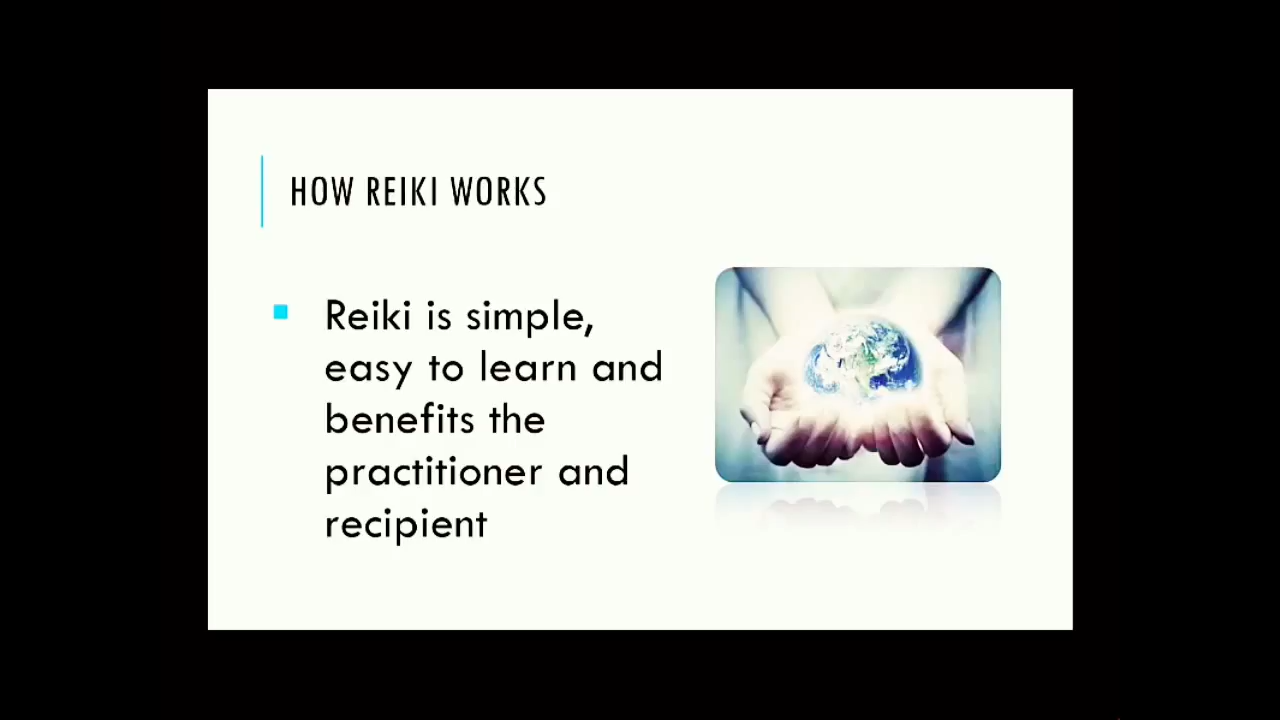 HOW REIKI WORKS
Reiki is simple,
easy to learn and
benefits the
practitioner and
recipient